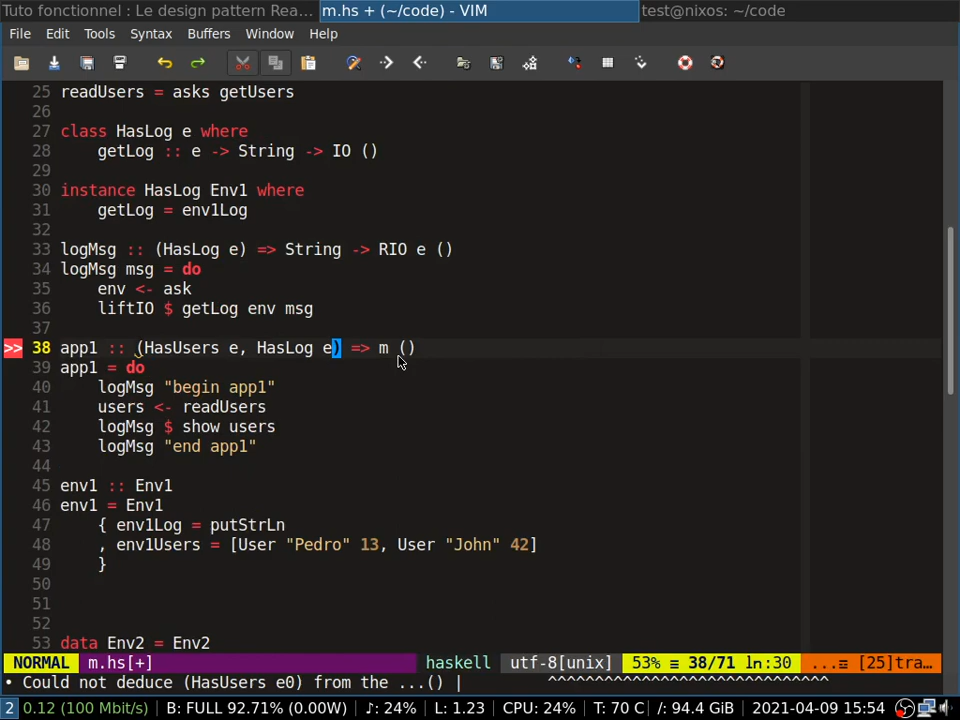 Tuto fonctionnel : Le design pattern Rea... m.hs + (~/code) - VIM test@nixos: ~/code
File Edit Tools Syntax Buffers Window Help
25 readUsers = asks getUsers
26
27 class HasLog e where
28 getLog :: e -> String -> IO ()
29
30 instance HasLog Env1 where
31 getLog = env1Log
32
33 logMsg :: (HasLog e) => String -> RIO e ()
34 logMsg msg = do
35 env <- ask
36 liftIO $ getLog env msg
37
>> 38 app1 :: (HasUsers e, HasLog e) => m ()
39 app1 = do
40 logMsg "begin app1"
41 users <- readUsers
42 logMsg $ show users
43 logMsg "end app1"
44
45 env1 :: Env1
46 env1 = Env1
47 { env1Log = putStrLn
48 , env1Users = [User "Pedro" 13, User "John" 42]
49 }
50
51
52
53 data Env2 = Env2
NORMAL m.hs[+] haskell utf-8[unix] 53% ≡ 38/71 ln:30 ...≡ [25]tra...
• Could not deduce (HasUsers e0) from the ...() | ^^^^^^^^^^^^^^^^^^^^^^^^^^^^^^
2 0.12 (100 Mbit/s) B: FULL 92.71% (0.00W) ♪: 24% L: 1.23 CPU: 24% T: 70 C /: 94.4 GiB 2021-04-09 15:54